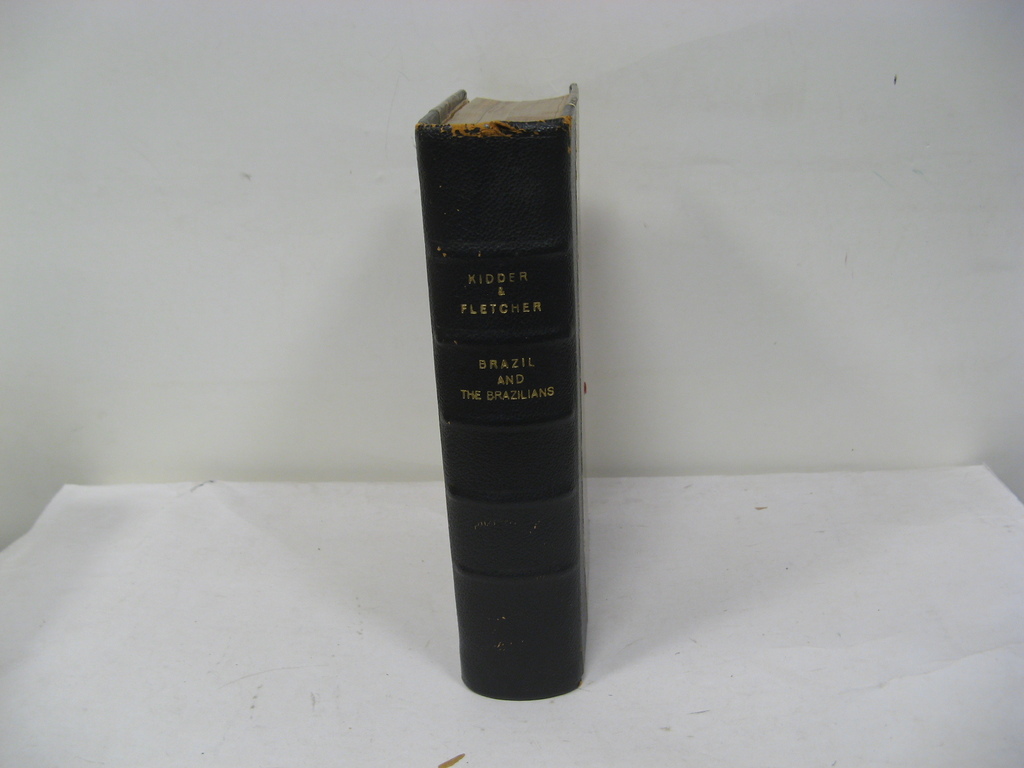 KIDDER
&
FLETCHER
BRAZIL
AND
THE BRAZILIANS